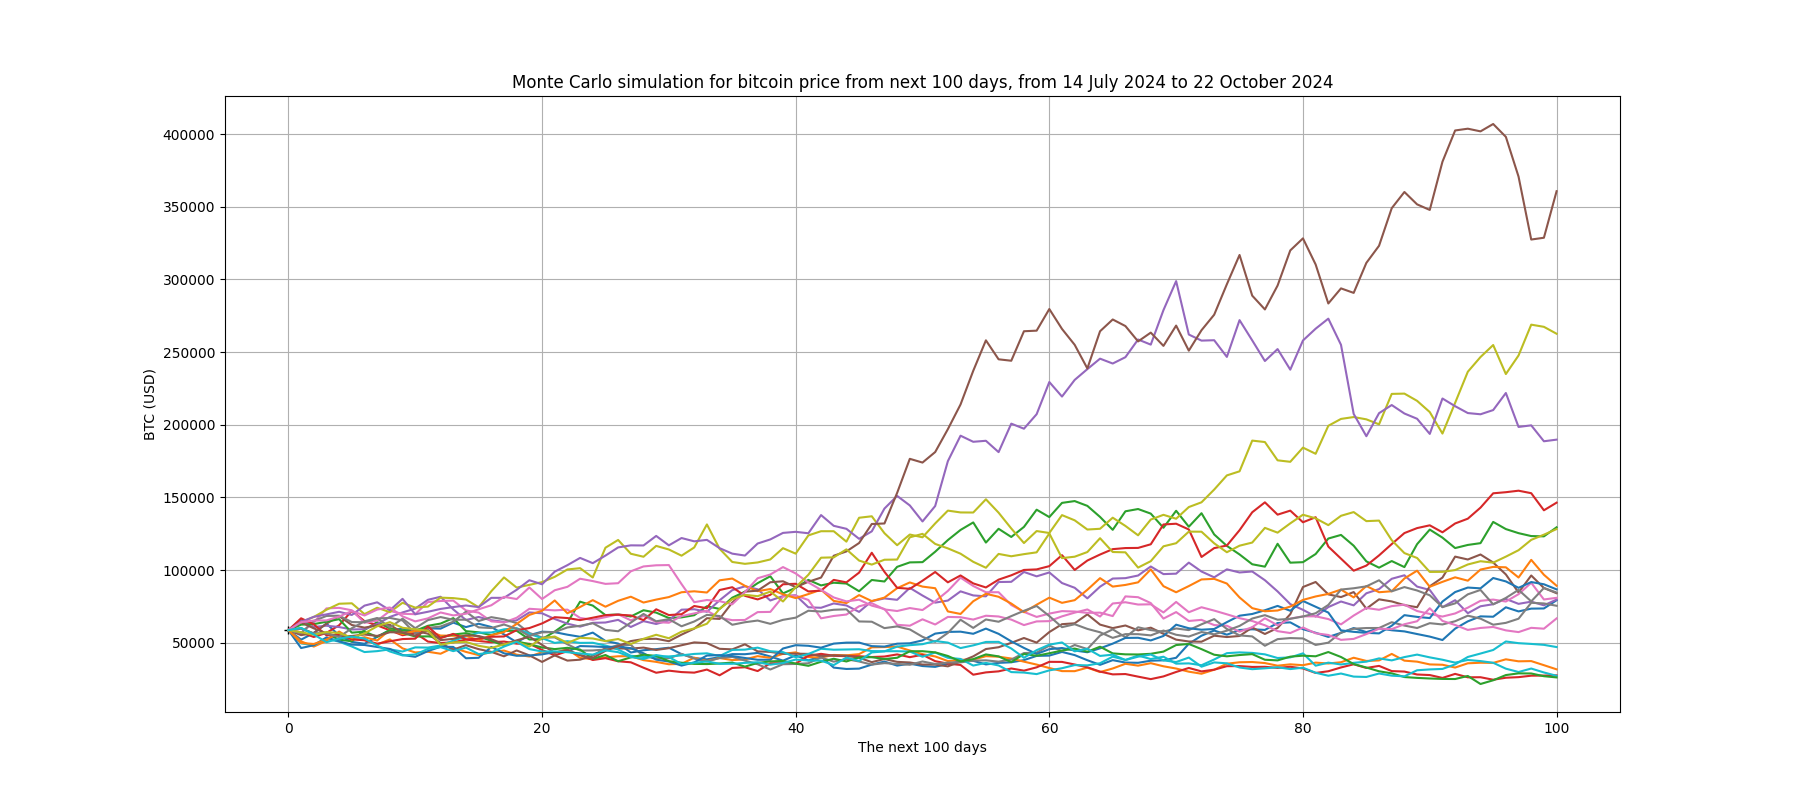 Monte Carlo simulation for bitcoin price from next 100 days, from 14 July 2024 to 22 October 2024
BTC (USD)
400000
350000
300000
250000
200000
150000
100000
50000
0 20 40 60 80 100
The next 100 days